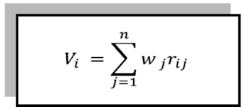 V_i = \sum_{j=1}^{n} w_j r_{ij}